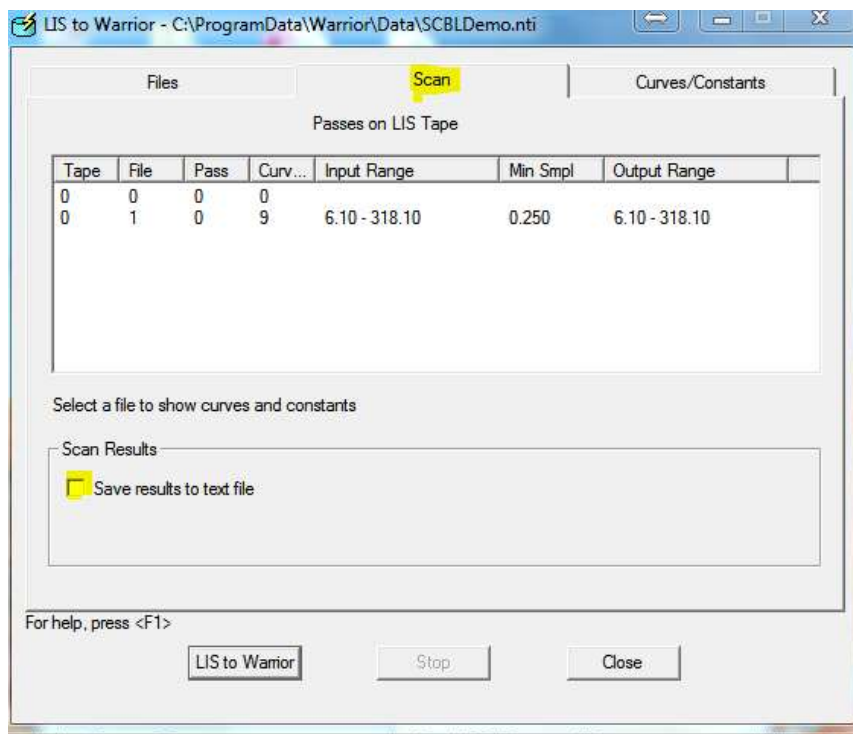 LIS to Warrior - C:\ProgramData\Warrior\Data\SCBLDemo.nti
Files Scan Curves/Constants
Passes on LIS Tape
Tape File Pass Curv... Input Range Min Smpl Output Range
0 0 0 0
0 1 0 9 6.10 - 318.10 0.250 6.10 - 318.10
Select a file to show curves and constants
Scan Results
Save results to text file
For help, press <F1>
LIS to Warrior Stop Close